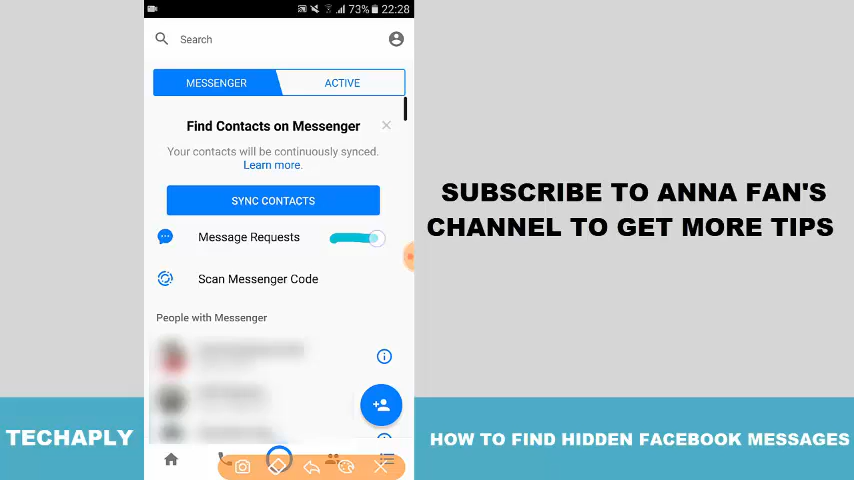 73% 22:28
Search
MESSENGER ACTIVE
Find Contacts on Messenger
Your contacts will be continuously synced.
Learn more.
SYNC CONTACTS
Message Requests
Scan Messenger Code
People with Messenger
SUBSCRIBE TO ANNA FAN'S
CHANNEL TO GET MORE TIPS
TECHAPLY
HOW TO FIND HIDDEN FACEBOOK MESSAGES